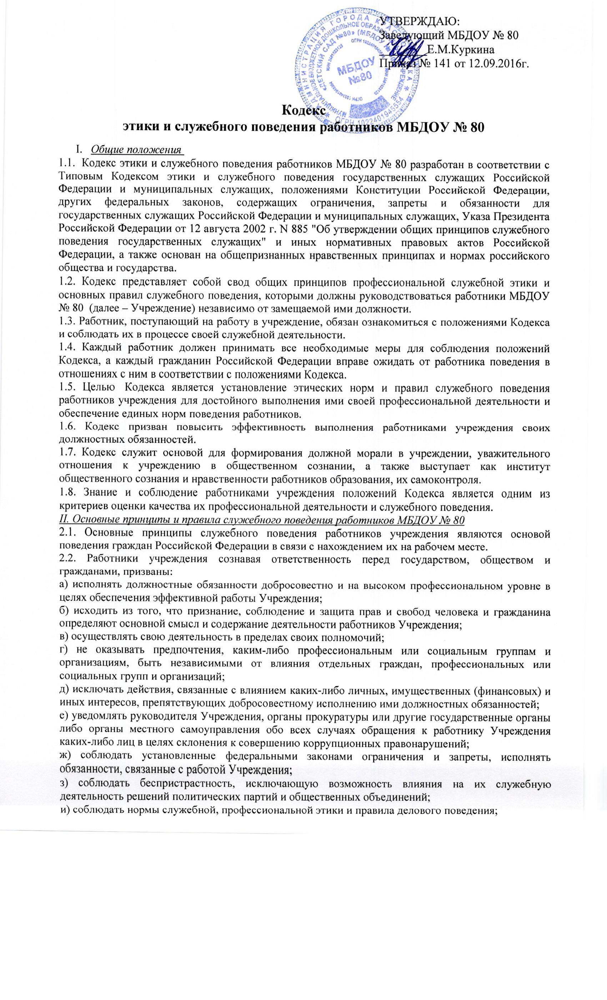 УТВЕРЖДАЮ:
Заведующий МБДОУ № 80
Е.М.Куркина
Приказ № 141 от 12.09.2016г.
МБДОУ
№80
ОГРН 1022401945554
Кодекс
этики и служебного поведения работников МБДОУ № 80
I. Общие положения
1.1. Кодекс этики и служебного поведения работников МБДОУ № 80 разработан в соответствии с
Типовым Кодексом этики и служебного поведения государственных служащих Российской
Федерации и муниципальных служащих, положениями Конституции Российской Федерации,
других федеральных законов, содержащих ограничения, запреты и обязанности для
государственных служащих Российской Федерации и муниципальных служащих, Указа Президента
Российской Федерации от 12 августа 2002 г. N 885 "Об утверждении общих принципов служебного
поведения государственных служащих" и иных нормативных правовых актов Российской
Федерации, а также основан на общепризнанных нравственных принципах и нормах российского
общества и государства.
1.2. Кодекс представляет собой свод общих принципов профессиональной служебной этики и
основных правил служебного поведения, которыми должны руководствоваться работники МБДОУ
№ 80 (далее – Учреждение) независимо от замещаемой ими должности.
1.3. Работник, поступающий на работу в учреждение, обязан ознакомиться с положениями Кодекса
и соблюдать их в процессе своей служебной деятельности.
1.4. Каждый работник должен принимать все необходимые меры для соблюдения положений
Кодекса, а каждый гражданин Российской Федерации вправе ожидать от работника поведения в
отношениях с ним в соответствии с положениями Кодекса.
1.5. Целью Кодекса является установление этических норм и правил служебного поведения
работников учреждения для достойного выполнения ими своей профессиональной деятельности и
обеспечение единых норм поведения работников.
1.6. Кодекс призван повысить эффективность выполнения работниками учреждения своих
должностных обязанностей.
1.7. Кодекс служит основой для формирования должной морали в учреждении, уважительного
отношения к учреждению в общественном сознании, а также выступает как институт
общественного сознания и нравственности работников образования, их самоконтроля.
1.8. Знание и соблюдение работниками учреждения положений Кодекса является одним из
критериев оценки качества их профессиональной деятельности и служебного поведения.
II. Основные принципы и правила служебного поведения работников МБДОУ № 80
2.1. Основные принципы служебного поведения работников учреждения являются основой
поведения граждан Российской Федерации в связи с нахождением их на рабочем месте.
2.2. Работники учреждения сознавая ответственность перед государством, обществом и
гражданами, призваны:
а) исполнять должностные обязанности добросовестно и на высоком профессиональном уровне в
целях обеспечения эффективной работы Учреждения;
б) исходить из того, что признание, соблюдение и защита прав и свобод человека и гражданина
определяют основной смысл и содержание деятельности работников Учреждения;
в) осуществлять свою деятельность в пределах своих полномочий;
г) не оказывать предпочтения, каким-либо профессиональным или социальным группам и
организациям, быть независимыми от влияния отдельных граждан, профессиональных или
социальных групп и организаций;
д) исключать действия, связанные с влиянием каких-либо личных, имущественных (финансовых) и
иных интересов, препятствующих добросовестному исполнению ими должностных обязанностей;
е) уведомлять руководителя Учреждения, органы прокуратуры или другие государственные органы
либо органы местного самоуправления обо всех случаях обращения к работнику Учреждения
каких-либо лиц в целях склонения к совершению коррупционных правонарушений;
ж) соблюдать установленные федеральными законами ограничения и запреты, исполнять
обязанности, связанные с работой Учреждения;
з) соблюдать беспристрастность, исключающую возможность влияния на их служебную
деятельность решений политических партий и общественных объединений;
и) соблюдать нормы служебной, профессиональной этики и правила делового поведения;